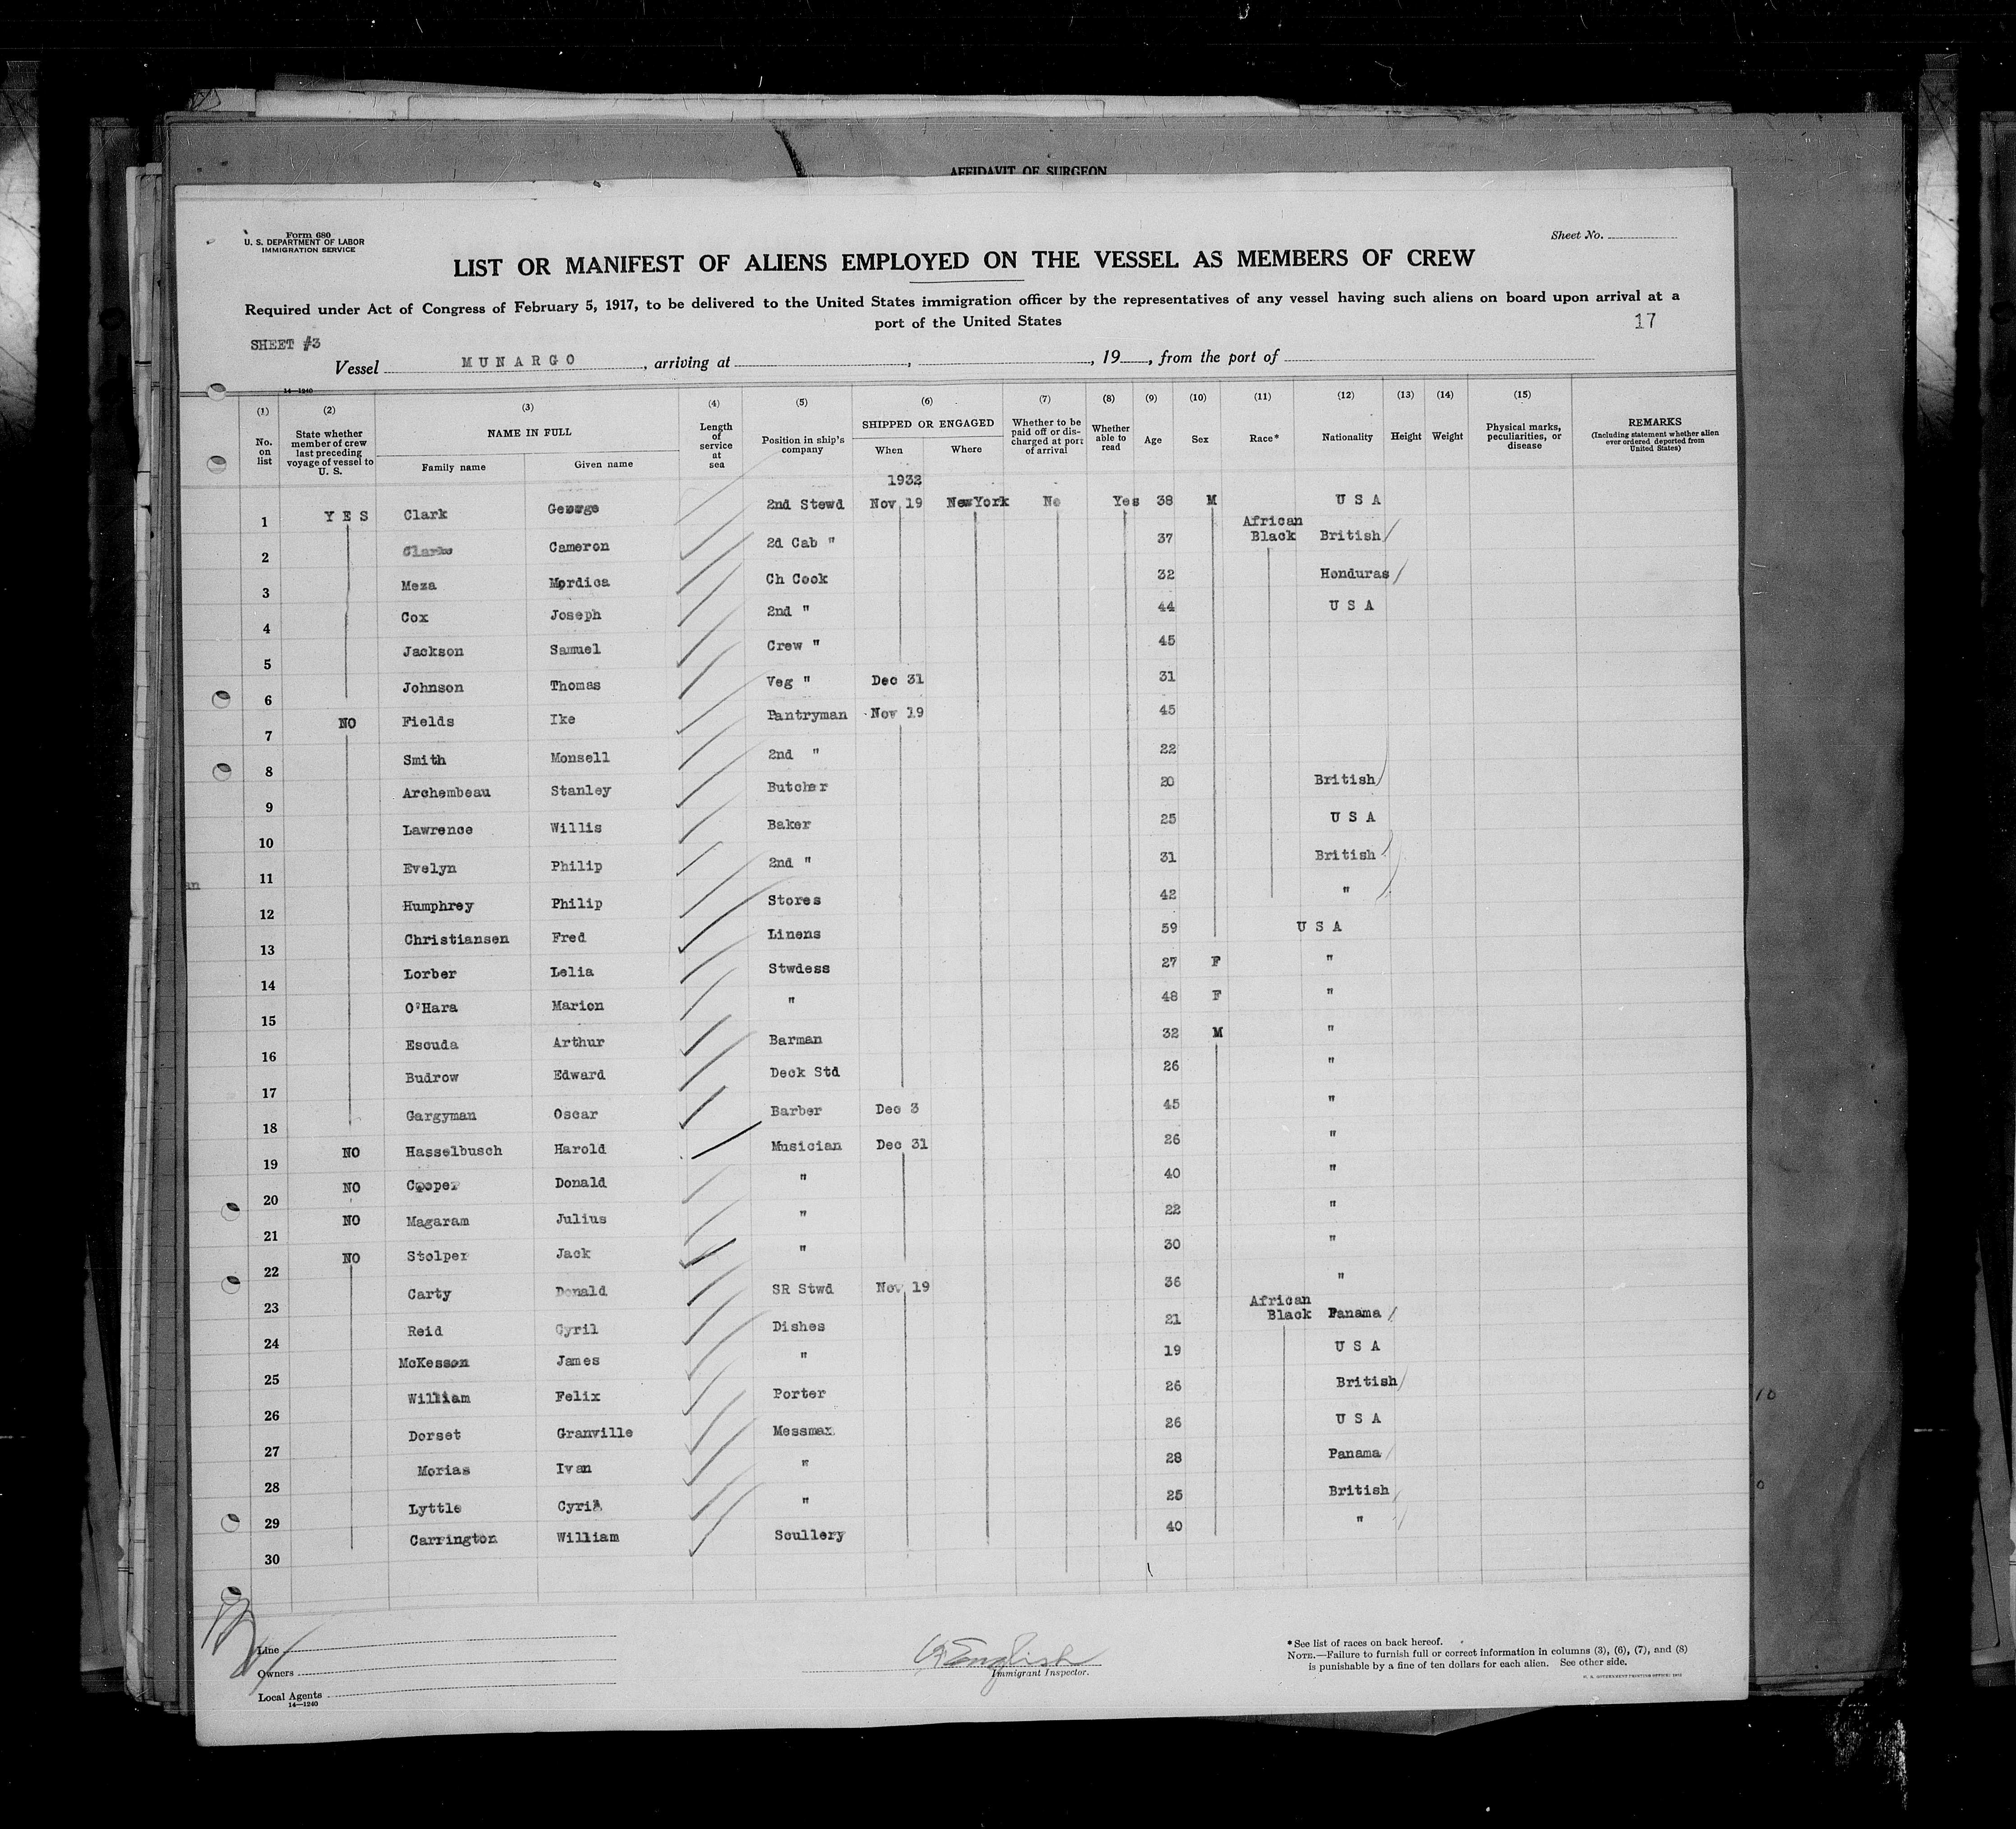 AFFIDAVIT OF SURGEON
Form 680
U. S. DEPARTMENT OF LABOR
IMMIGRATION SERVICE
Sheet No.
LIST OR MANIFEST OF ALIENS EMPLOYED ON THE VESSEL AS MEMBERS OF CREW
Required under Act of Congress of February 5, 1917, to be delivered to the United States immigration officer by the representatives of any vessel having such aliens on board upon arrival at a
port of the United States
17
SHEET #3
Vessel MUNARGO, arriving at , , 19 , from the port of
14—1240
(1) (2) (3) (4) (5) (6) (7) (8) (9) (10) (11) (12) (13) (14) (15)
No. on list State whether member of crew last preceding voyage of vessel to U. S. NAME IN FULL Family name Given name Length of service at sea Position in ship's company SHIPPED OR ENGAGED When Where Whether to be paid off or discharged at port of arrival Whether able to read Age Sex Race* Nationality Height Weight Physical marks, peculiarities, or disease REMARKS (Including statement whether alien ever ordered deported from United States)
1932
1 YES Clark George 2nd Stewd Nov 19 NewYork No Yes 38 M U S A
2 Clarke Cameron 2d Cab " 37 African Black British
3 Meza Mordica Ch Cook 32 Honduras
4 Cox Joseph 2nd " 44 U S A
5 Jackson Samuel Crew " 45
6 Johnson Thomas Veg " Dec 31 31
7 NO Fields Ike Pantryman Nov 19 45
8 Smith Monsell 2nd " 22
9 Archembeau Stanley Butcher 20 British
10 Lawrence Willis Baker 25 U S A
11 Evelyn Philip 2nd " 31 British
12 Humphrey Philip Stores 42 "
13 Christiansen Fred Linens 59 U S A
14 Lorber Lelia Stwdess 27 F "
15 O'Hara Marion " 48 F "
16 Escuda Arthur Barman 32 M "
17 Budrow Edward Deck Std 26 "
18 Gargyman Oscar Barber Dec 3 45 "
19 NO Hasselbusch Harold Musician Dec 31 26 "
20 NO Cooper Donald " 40 "
21 NO Magaram Julius " 22 "
22 NO Stolper Jack " 30 "
23 Carty Donald SR Stwd Nov 19 36 "
24 Reid Cyril Dishes 21 African Black Panama
25 McKesson James " 19 U S A
26 William Felix Porter 26 British
27 Dorset Granville Messman 26 U S A
28 Morias Ivan " 28 Panama
29 Lyttle Cyril " 25 British
30 Carrington William Scullery 40 "
Line
Owners
Local Agents
14—1240
English
Immigrant Inspector.
*See list of races on back hereof.
NOTE.—Failure to furnish full or correct information in columns (3), (6), (7), and (8)
is punishable by a fine of ten dollars for each alien. See other side.